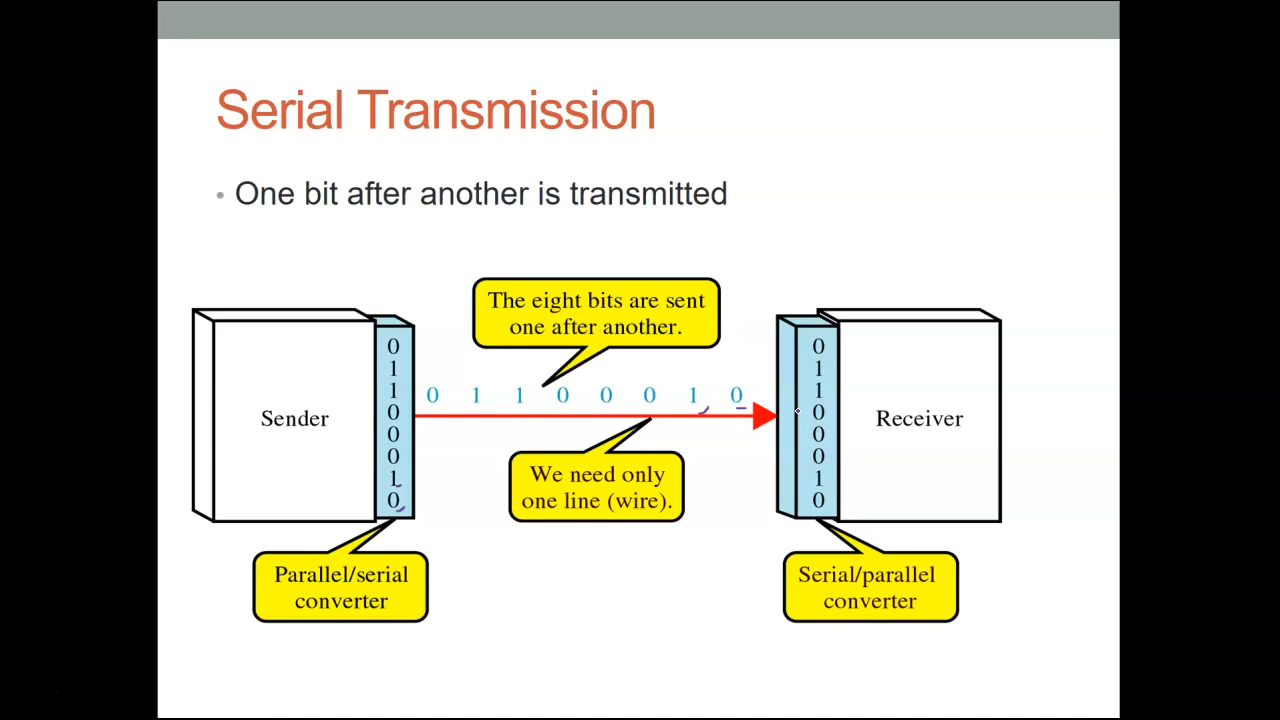 Serial Transmission
• One bit after another is transmitted
The eight bits are sent
one after another.
Sender
0
1
1
0
0
0
1
0
0 1 1 0 0 0 1 0
0
1
1
0
0
0
1
0
Receiver
We need only
one line (wire).
Parallel/serial
converter
Serial/parallel
converter